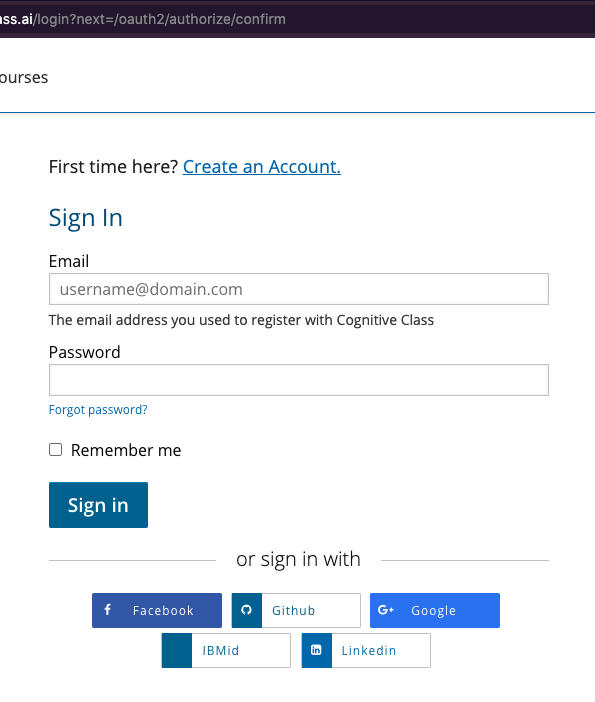 ss.ai/login?next=/oauth2/authorize/confirm
ourses
First time here? Create an Account.
Sign In
Email
username@domain.com
The email address you used to register with Cognitive Class
Password
Forgot password?
Remember me
Sign in
or sign in with
Facebook Github Google
IBMid Linkedin